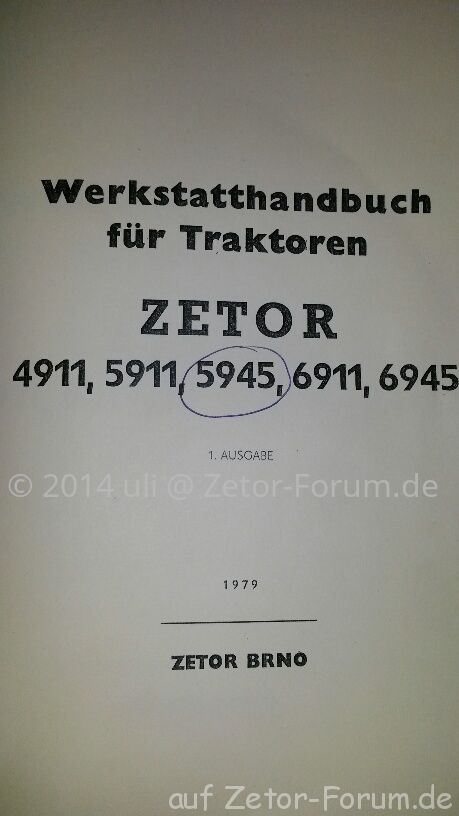 Werkstatthandbuch
für Traktoren
ZETOR
4911, 5911, 5945, 6911, 6945
1. AUSGABE
© 2014 uli @ Zetor-Forum.de
1979
ZETOR BRNO
auf Zetor-Forum.de